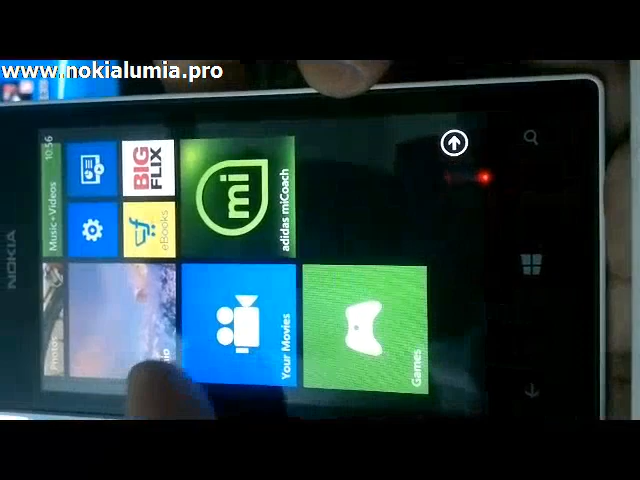 www.nokialumia.pro
NOKIA
10:56
Music+Videos
BIG
FLIX
eBooks
mi
adidas miCoach
Photos
Your Movies
Games